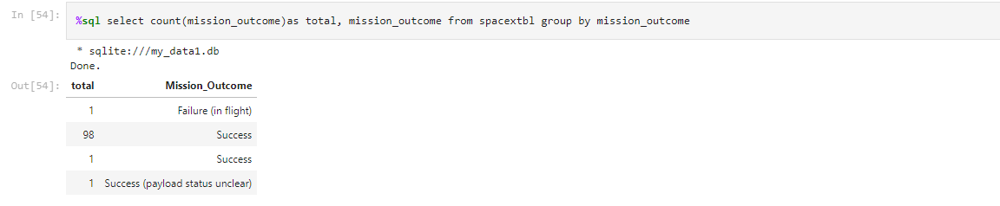 In [54]: %sql select count(mission_outcome)as total, mission_outcome from spacextbl group by mission_outcome
* sqlite:///my_data1.db
Done.
Out[54]: total Mission_Outcome
1 Failure (in flight)
98 Success
1 Success
1 Success (payload status unclear)